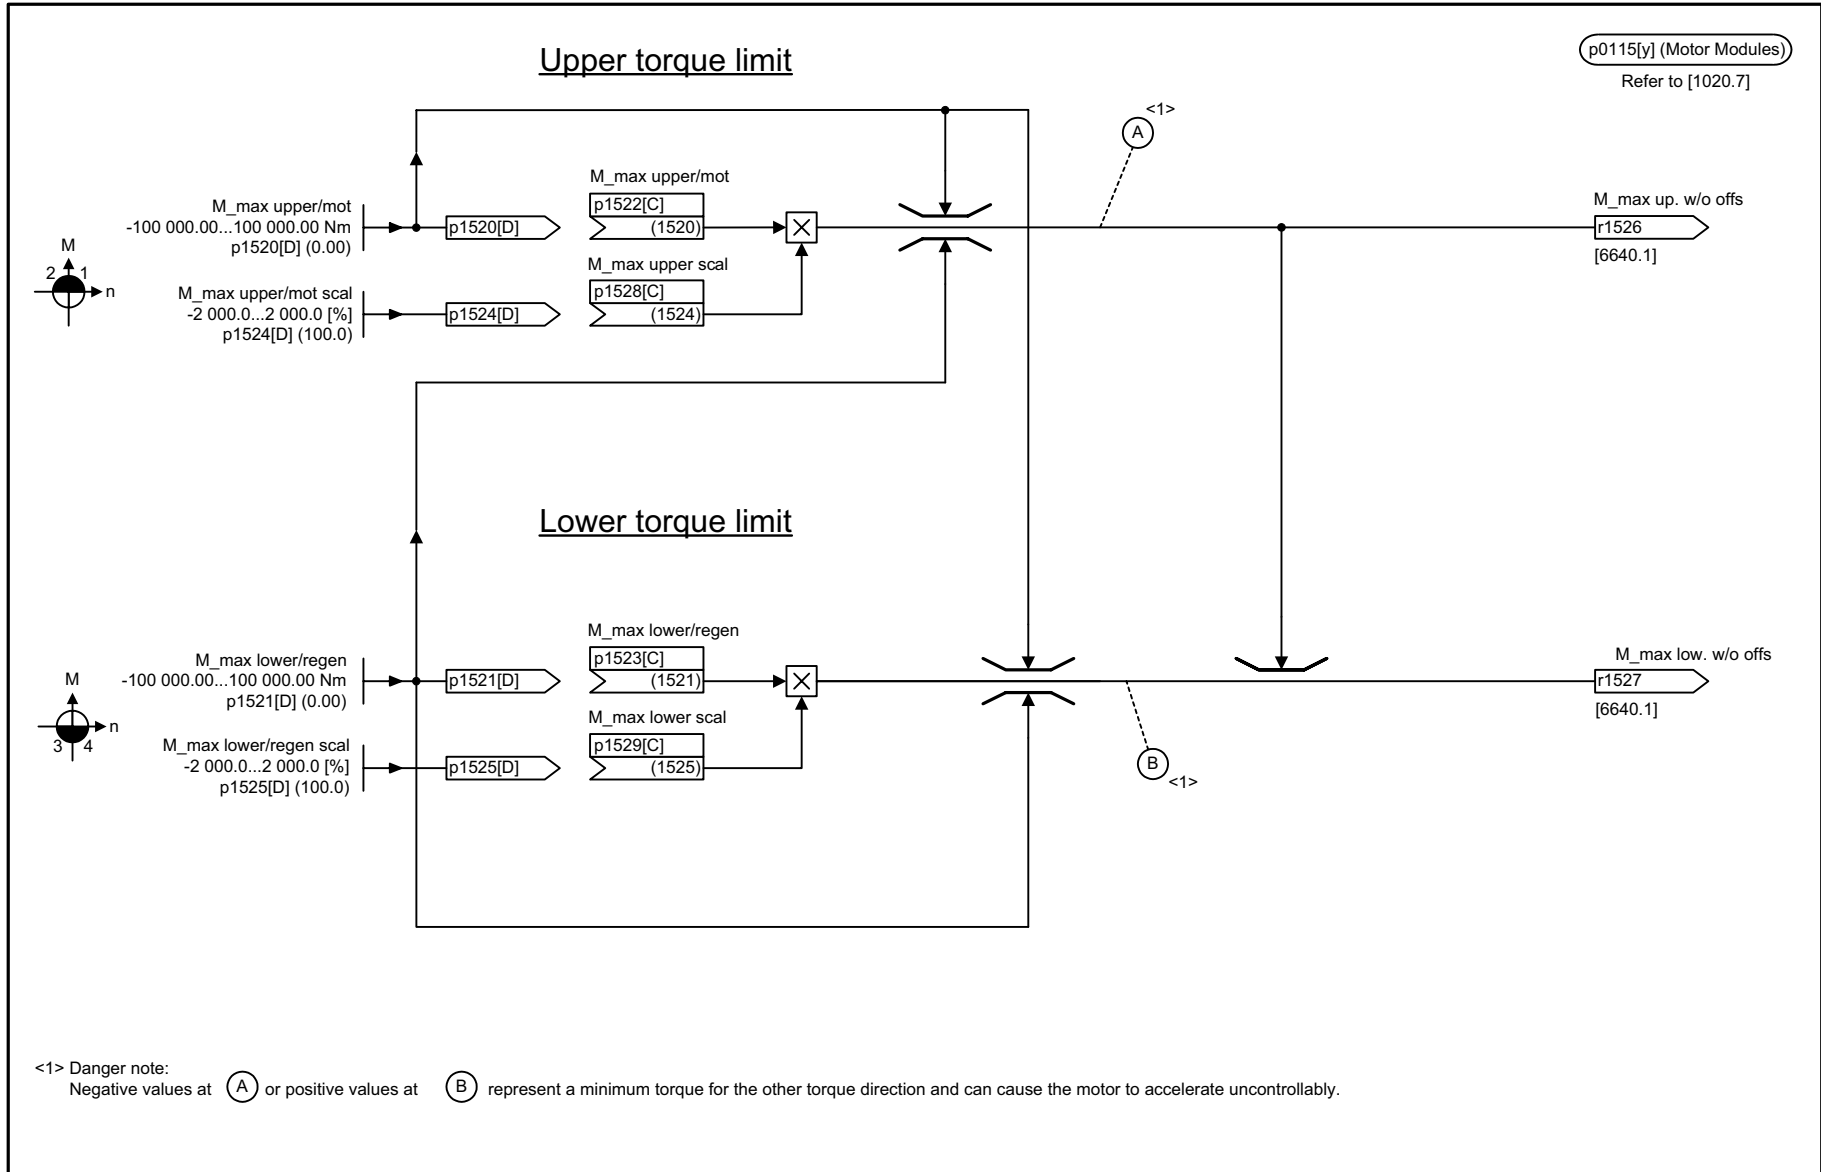 Upper torque limit
p0115[y] (Motor Modules)
Refer to [1020.7]
<1>
A
M_max upper/mot
-100 000.00...100 000.00 Nm
p1520[D] (0.00)
p1520[D]
M_max upper/mot
p1522[C]
(1520)
M_max up. w/o offs
r1526
[6640.1]
M
2 1
n
M_max upper/mot scal
-2 000.0...2 000.0 [%]
p1524[D] (100.0)
p1524[D]
M_max upper scal
p1528[C]
(1524)
Lower torque limit
M_max lower/regen
-100 000.00...100 000.00 Nm
p1521[D] (0.00)
p1521[D]
M_max lower/regen
p1523[C]
(1521)
M_max low. w/o offs
r1527
[6640.1]
M
n
3 4
M_max lower/regen scal
-2 000.0...2 000.0 [%]
p1525[D] (100.0)
p1525[D]
M_max lower scal
p1529[C]
(1525)
B
<1>
<1> Danger note:
Negative values at A or positive values at B represent a minimum torque for the other torque direction and can cause the motor to accelerate uncontrollably.